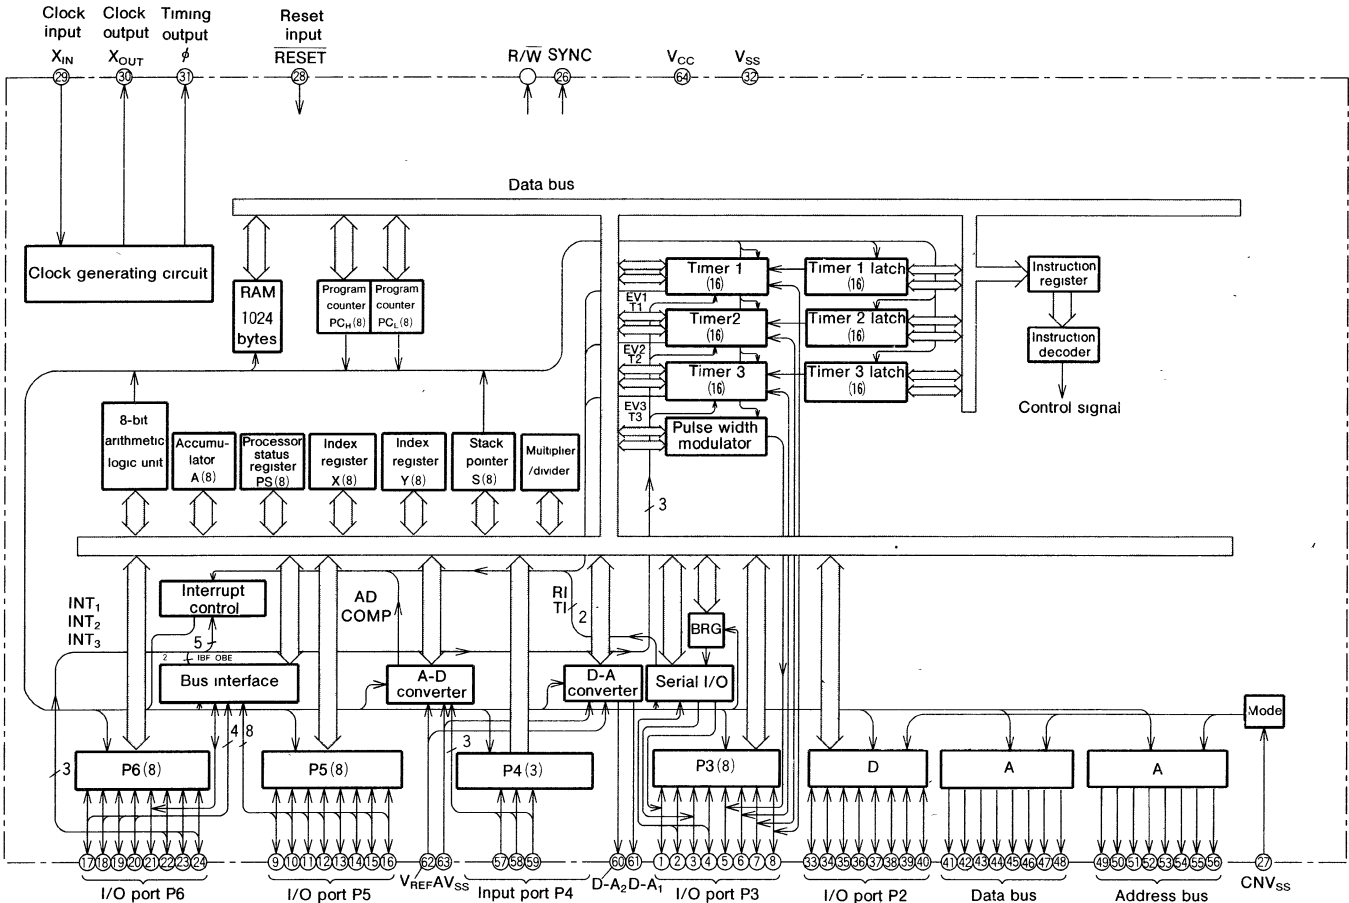 Clock input XIN
Clock output XOUT
Timing output φ
Reset input RESET
R/W
SYNC
VCC
VSS
29
30
31
28
26
64
32
Data bus
Clock generating circuit
RAM 1024 bytes
Program counter PCH(8)
Program counter PCL(8)
Timer 1 (16)
Timer 1 latch (16)
Instruction register
EV1
T1
Timer2 (16)
Timer 2 latch (16)
Instruction decoder
EV2
T2
Timer 3 (16)
Timer 3 latch (16)
Control signal
EV3
T3
Pulse width modulator
8-bit arithmetic logic unit
Accumu-lator A(8)
Processor status register PS(8)
Index register X(8)
Index register Y(8)
Stack pointer S(8)
Multiplier /divider
3
INT1
INT2
INT3
Interrupt control
AD COMP
RI
TI
2
BRG
5
2
IBF OBE
Bus interface
A-D converter
D-A converter
Serial I/O
Mode
3
4
8
3
P6(8)
P5(8)
P4(3)
P3(8)
D
A
A
17 18 19 20 21 22 23 24
9 10 11 12 13 14 15 16
62 63
57 58 59
60 61
1 2 3 4 5 6 7 8
33 34 35 36 37 38 39 40
41 42 43 44 45 46 47 48
49 50 51 52 53 54 55 56
27
I/O port P6
I/O port P5
VREF AVSS
Input port P4
D-A2 D-A1
I/O port P3
I/O port P2
Data bus
Address bus
CNVSS